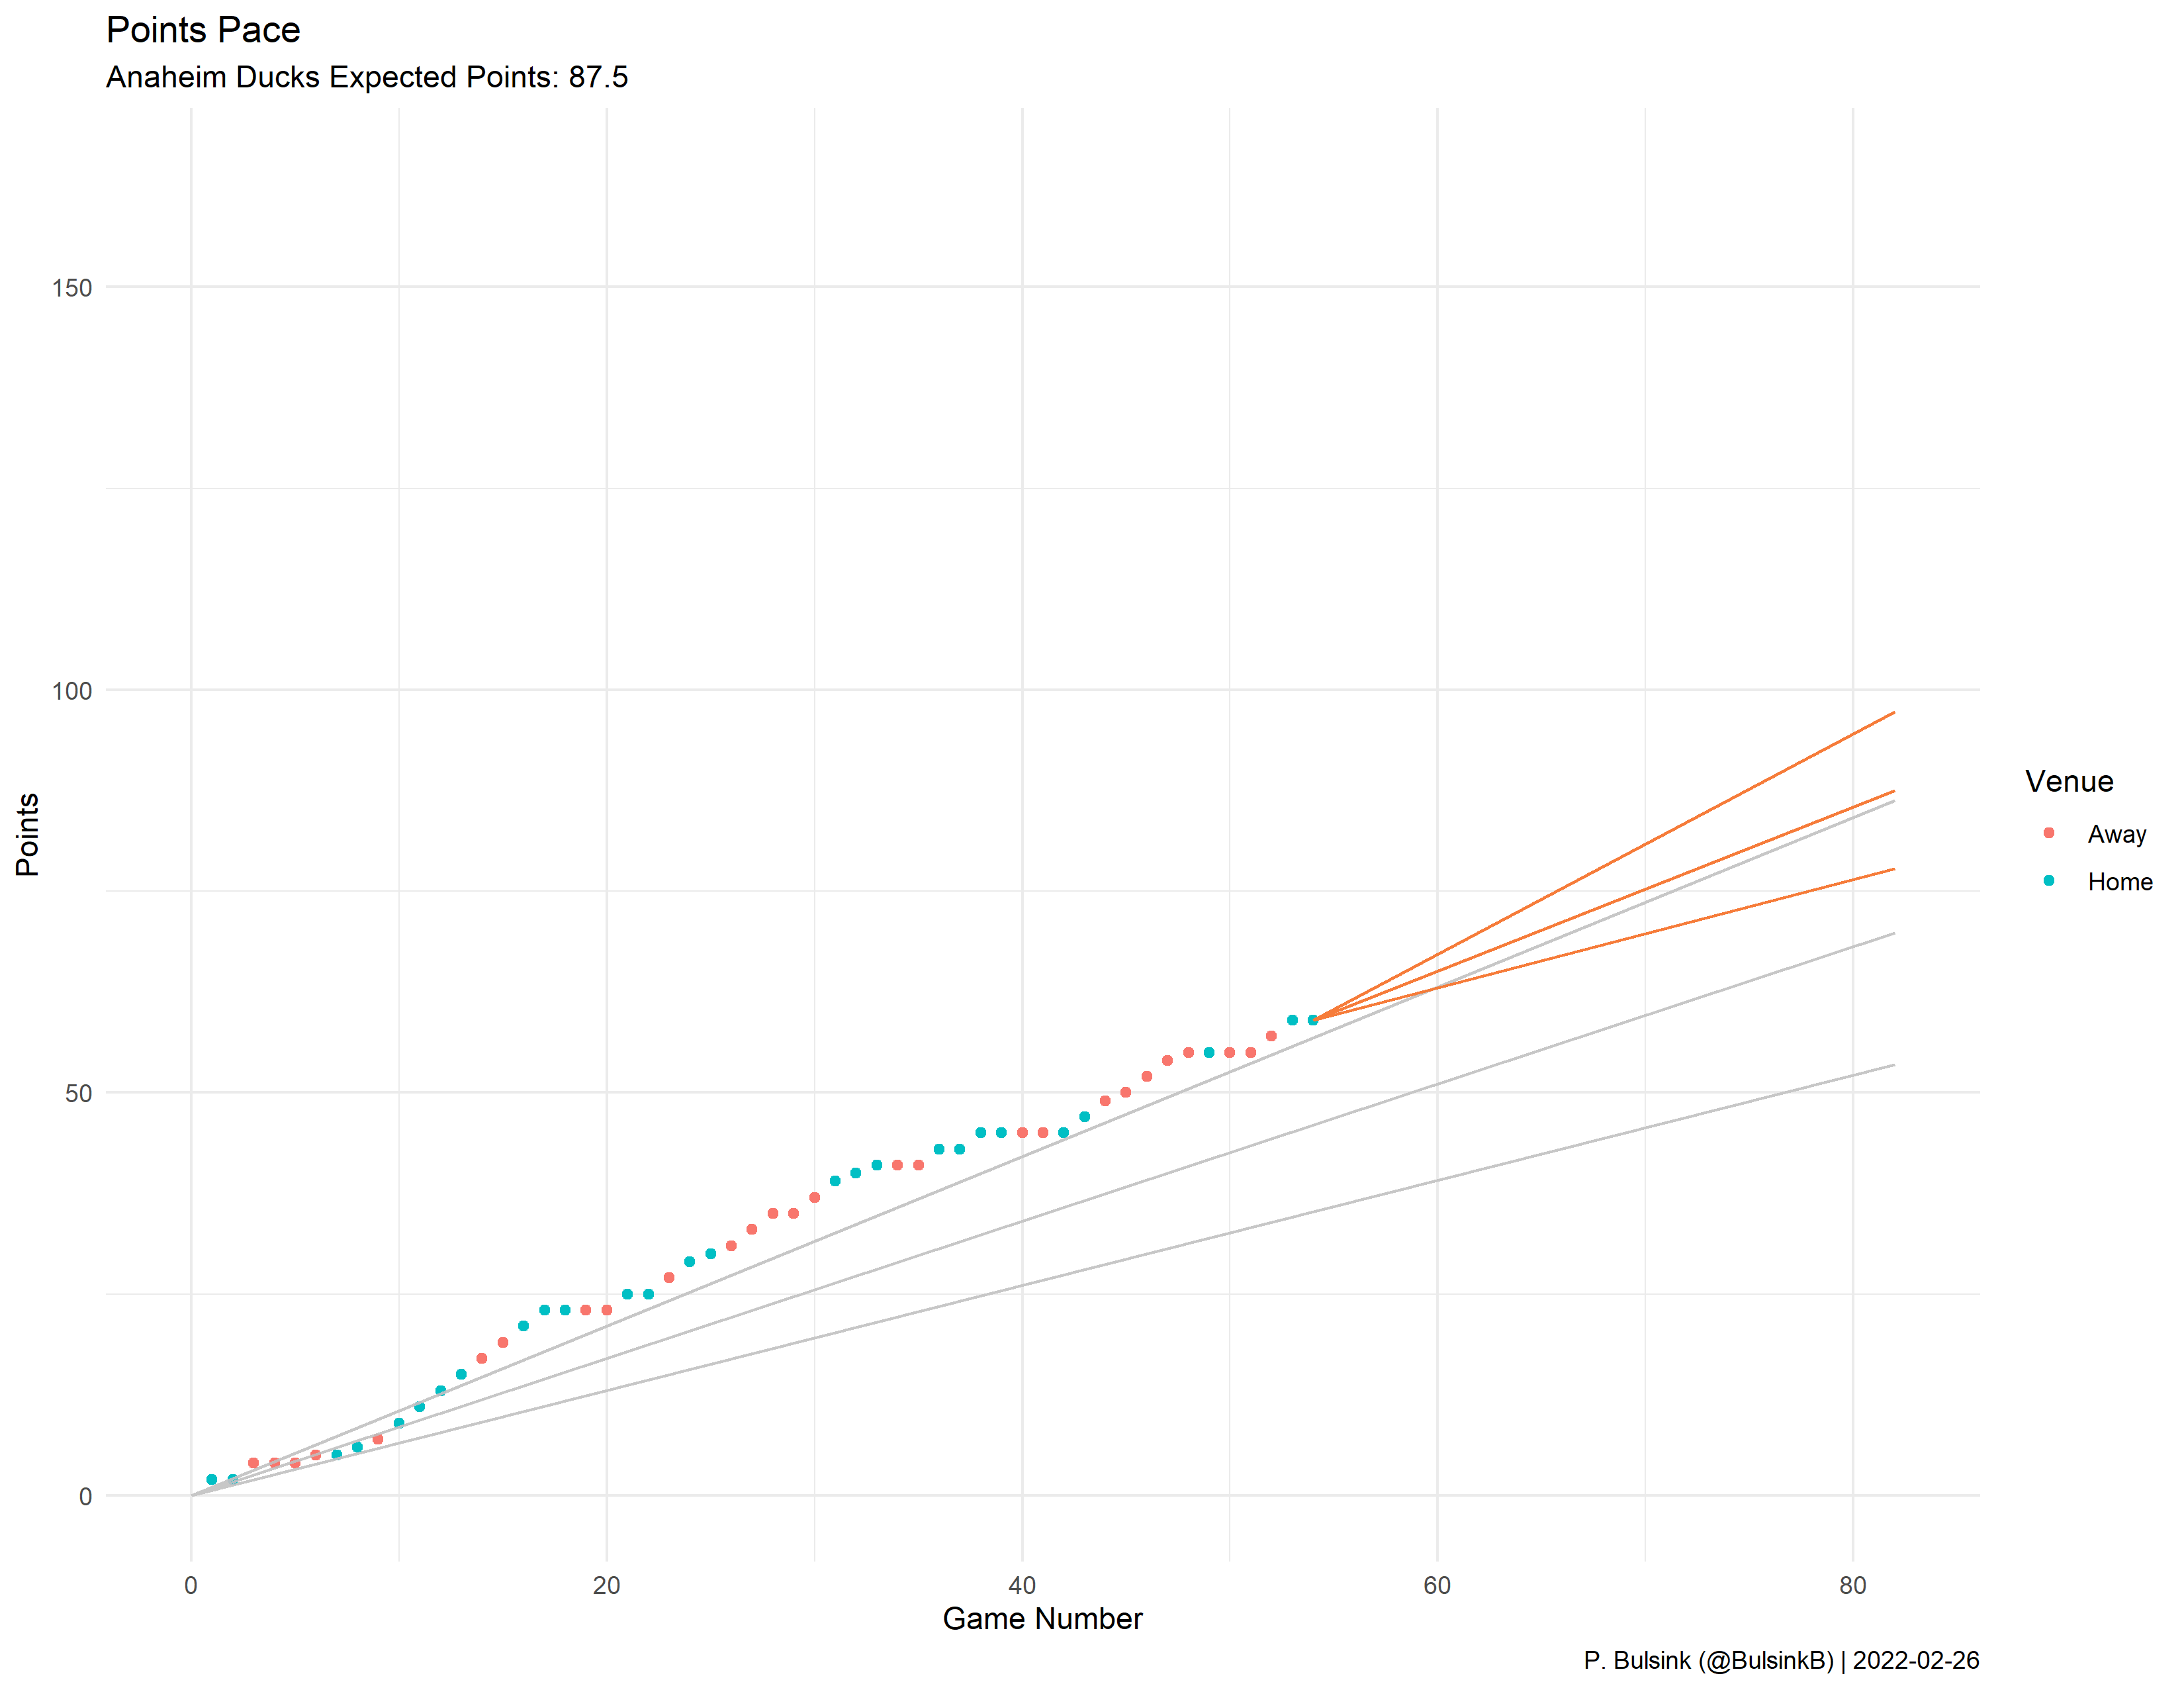 Points Pace
Anaheim Ducks Expected Points: 87.5
150
100
50
0
Points
0 20 40 60 80
Game Number
Venue
Away
Home
P. Bulsink (@BulsinkB) | 2022-02-26